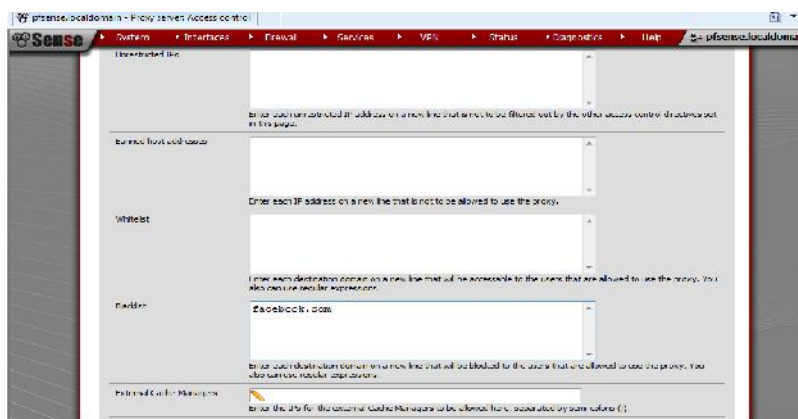 pfsense.localdomain - Proxy server: Access control
Sense
System Interfaces Firewall Services VPN Status Diagnostics Help pfsense.localdoma
Unrestricted IPs
Enter each unrestricted IP address on a new line that is not to be filtered out by the other access control directives set
in this page.
Banned host addresses
Enter each IP address on a new line that is not to be allowed to use the proxy.
Whitelist
Enter each destination domain on a new line that will be accessable to the users that are allowed to use the proxy. You
also can use regular expressions.
Blacklist
facebook.com
Enter each destination domain on a new line that will be blocked to the users that are allowed to use the proxy. You
also can use regular expressions.
External Cache Managers
Enter the IPs for the external Cache Managers to be allowed here, separated by semi-colons (;).